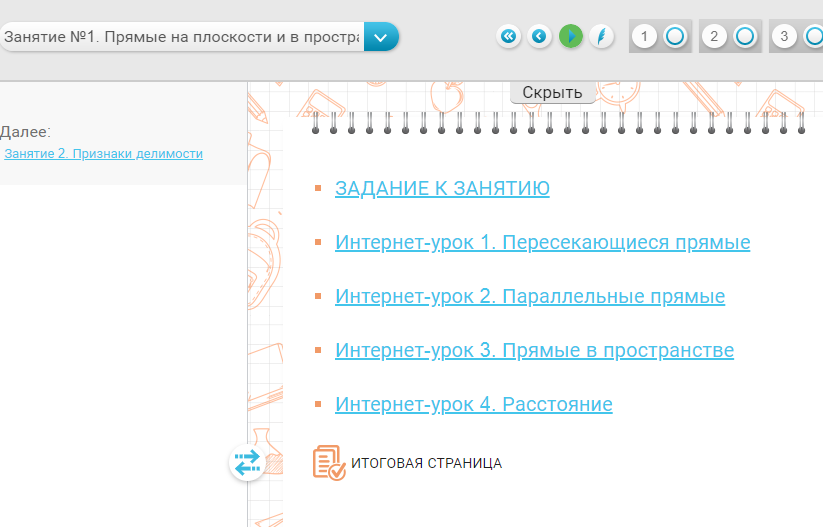 Занятие №1. Прямые на плоскости и в простра
1 2 3
Скрыть
Далее:
Занятие 2. Признаки делимости
ЗАДАНИЕ К ЗАНЯТИЮ
Интернет-урок 1. Пересекающиеся прямые
Интернет-урок 2. Параллельные прямые
Интернет-урок 3. Прямые в пространстве
Интернет-урок 4. Расстояние
ИТОГОВАЯ СТРАНИЦА